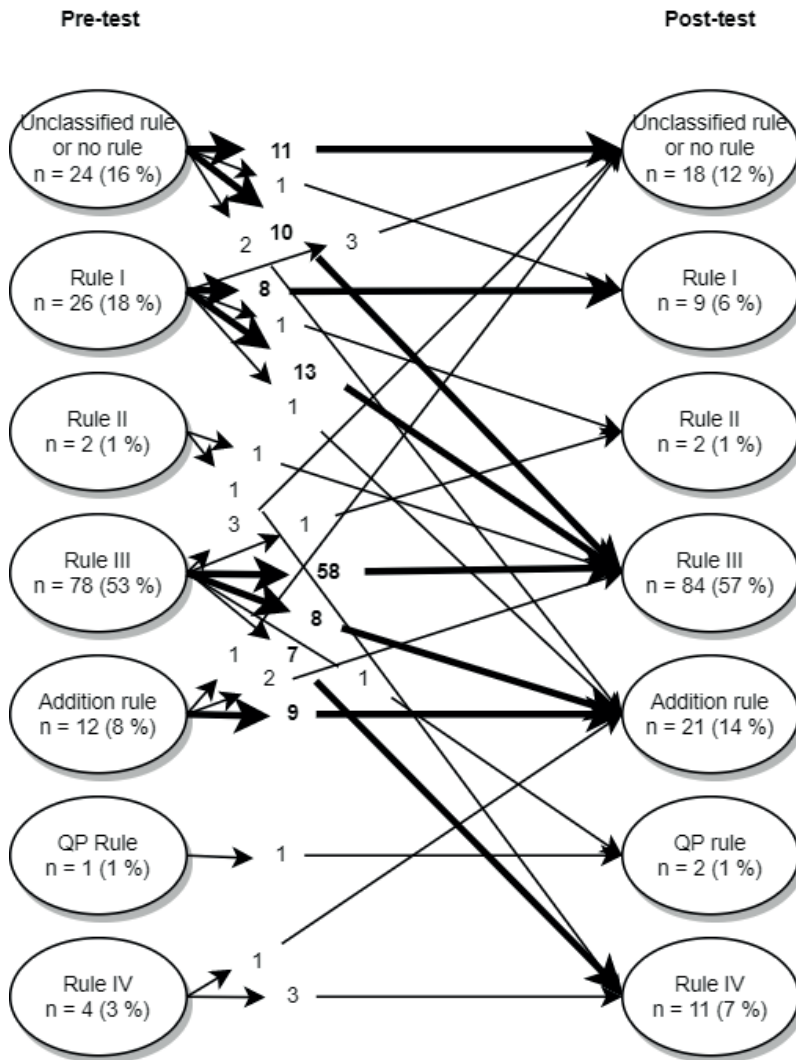 Pre-test
Post-test
Unclassified rule
or no rule
n = 24 (16 %)
11
1
10
2
3
Unclassified rule
or no rule
n = 18 (12 %)
Rule I
n = 26 (18 %)
8
1
13
1
Rule I
n = 9 (6 %)
Rule II
n = 2 (1 %)
1
1
Rule II
n = 2 (1 %)
Rule III
n = 78 (53 %)
3
1
58
8
7
1
Rule III
n = 84 (57 %)
Addition rule
n = 12 (8 %)
1
2
9
Addition rule
n = 21 (14 %)
QP Rule
n = 1 (1 %)
1
QP rule
n = 2 (1 %)
Rule IV
n = 4 (3 %)
1
3
Rule IV
n = 11 (7 %)